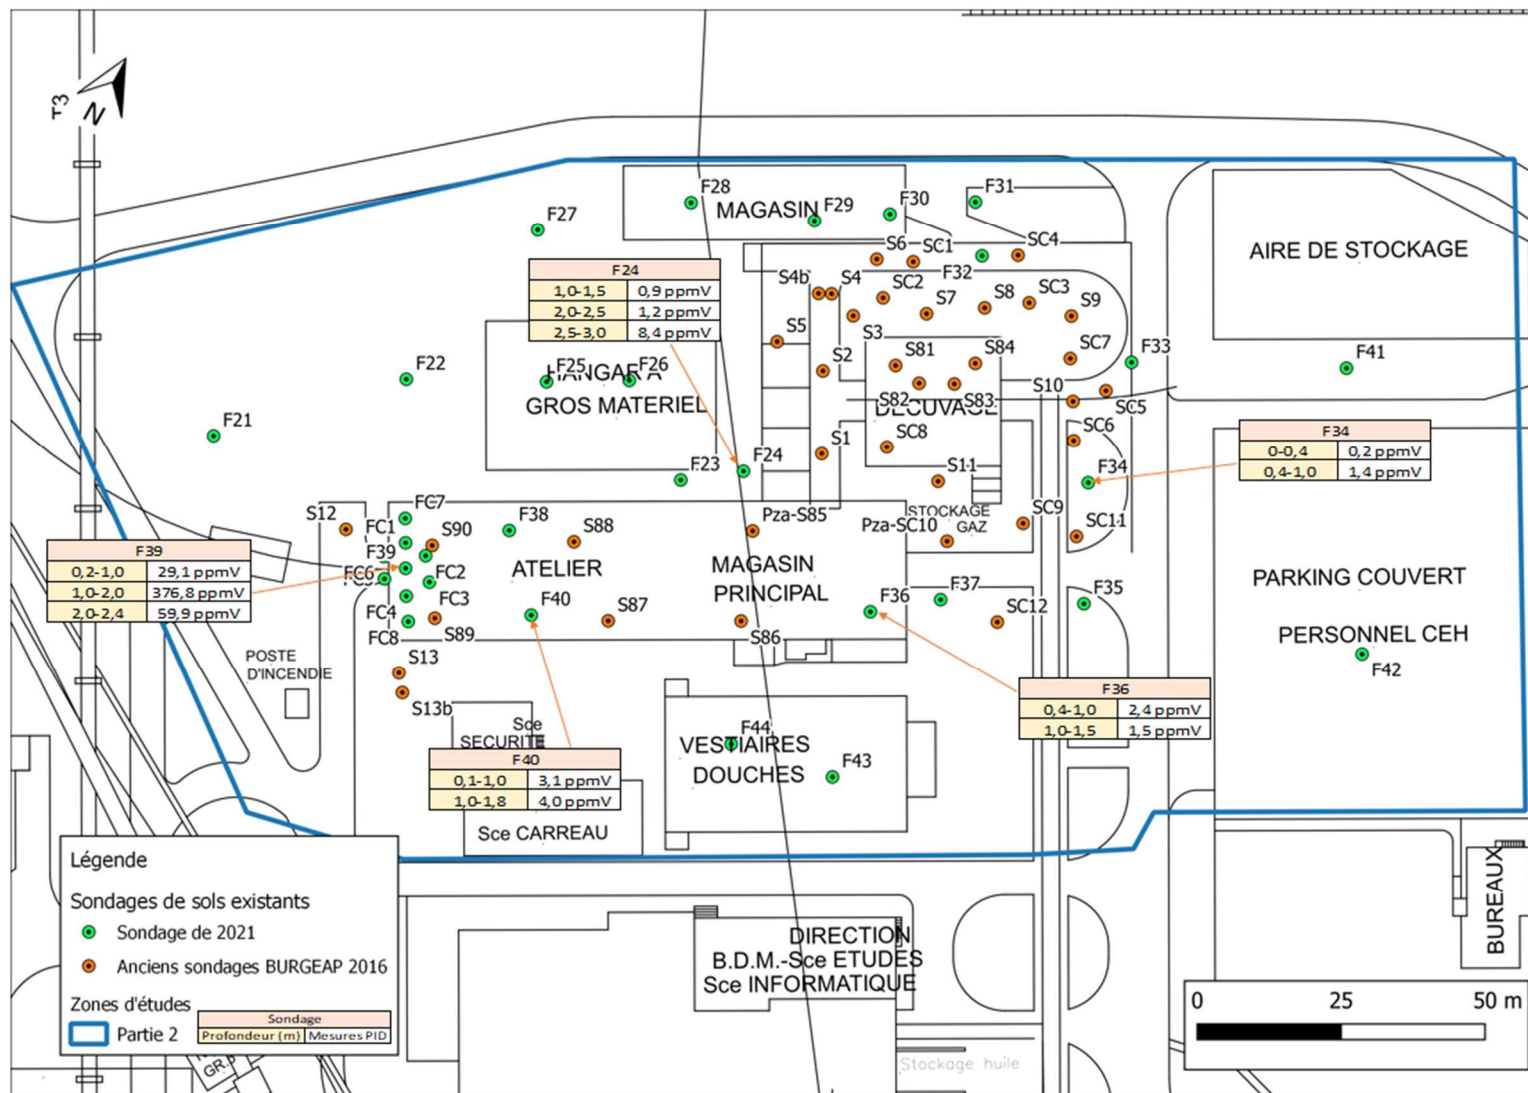 T3
N
F28
MAGASIN
F29
F30
F31
F27
S6
SC1
SC4
F32
AIRE DE STOCKAGE
F24
1,0-1,5 0,9 ppmV
2,0-2,5 1,2 ppmV
2,5-3,0 8,4 ppmV
S4b
S4
SC2
S7
S8
SC3
S9
S5
S3
S2
S81
S84
SC7
F33
F41
F22
F25
F26
HANGAR A
GROS MATERIEL
S82
S83
DECUVAGE
S10
SC5
F21
S1
SC8
SC6
F34
0-0,4 0,2 ppmV
0,4-1,0 1,4 ppmV
F23
F24
S11
F34
S12
FC7
FC1
S90
F38
S88
Pza-S85
Pza-SC10
STOCKAGE
GAZ
SC9
SC11
F39
0,2-1,0 29,1 ppmV
1,0-2,0 376,8 ppmV
2,0-2,4 59,9 ppmV
F39
FC2
ATELIER
MAGASIN
PRINCIPAL
PARKING COUVERT
FC3
FC4
FC8
S89
F40
S87
S86
F36
F37
SC12
F35
PERSONNEL CEH
F42
POSTE
D'INCENDIE
S13
S13b
F36
0,4-1,0 2,4 ppmV
1,0-1,5 1,5 ppmV
Sce
SECURITE
F40
0,1-1,0 3,1 ppmV
1,0-1,8 4,0 ppmV
F44
VESTIAIRES
DOUCHES
F43
Sce CARREAU
Légende
Sondages de sols existants
Sondage de 2021
Anciens sondages BURGEAP 2016
Zones d'études
Partie 2
Sondage
Profondeur (m) Mesures PID
GR.
DIRECTION
B.D.M.-Sce ETUDES
Sce INFORMATIQUE
Stockage huile
BUREAUX
0 25 50 m